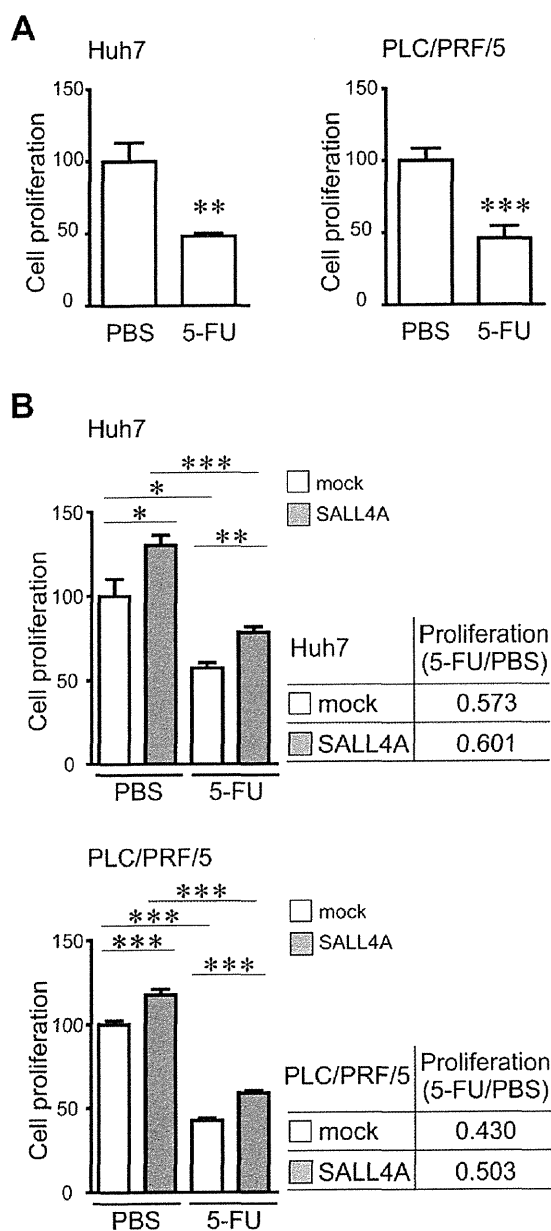 A
Huh7
PLC/PRF/5
Cell proliferation
150
100
50
0
**
PBS 5-FU
Cell proliferation
150
100
50
0
***
PBS 5-FU
B
Huh7
***
*
*
**
mock
SALL4A
Cell proliferation
150
100
50
0
PBS 5-FU
Huh7 Proliferation
(5-FU/PBS)
mock 0.573
SALL4A 0.601
PLC/PRF/5
***
***
***
***
mock
SALL4A
Cell proliferation
150
100
50
0
PBS 5-FU
PLC/PRF/5 Proliferation
(5-FU/PBS)
mock 0.430
SALL4A 0.503